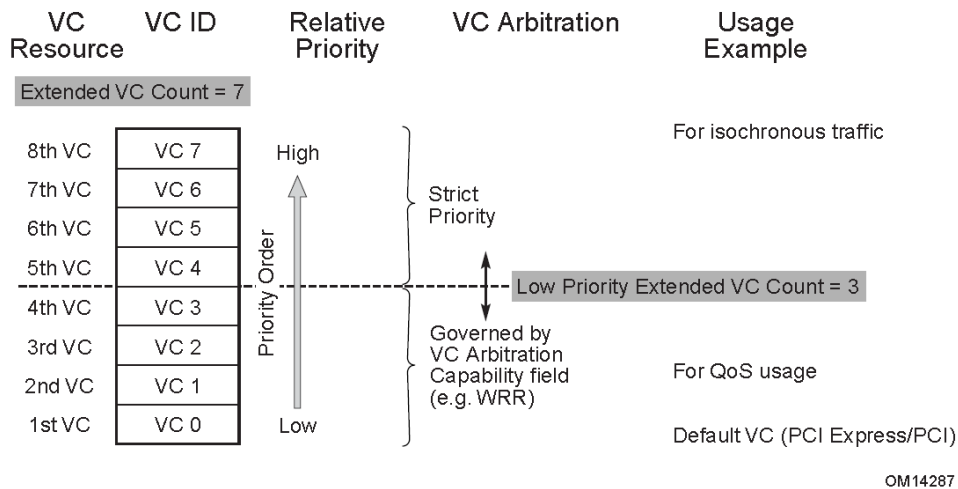 VC Resource
VC ID
Relative Priority
VC Arbitration
Usage Example
Extended VC Count = 7
8th VC
VC 7
7th VC
VC 6
6th VC
VC 5
5th VC
VC 4
4th VC
VC 3
3rd VC
VC 2
2nd VC
VC 1
1st VC
VC 0
High
Priority Order
Low
Strict
Priority
Low Priority Extended VC Count = 3
Governed by
VC Arbitration
Capability field
(e.g. WRR)
For isochronous traffic
For QoS usage
Default VC (PCI Express/PCI)
OM14287